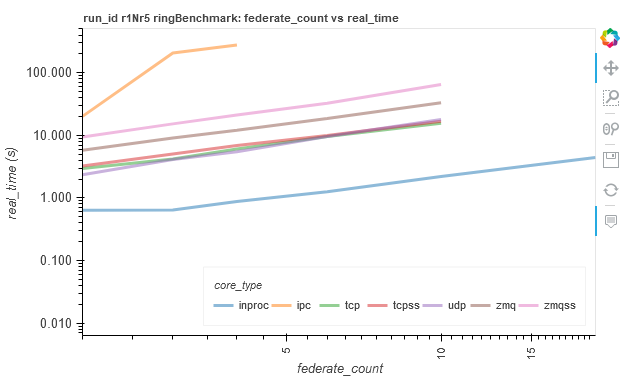 run_id r1Nr5 ringBenchmark: federate_count vs real_time
100.000
10.000
1.000
0.100
0.010
real_time (s)
core_type
inproc ipc tcp tcpss udp zmq zmqss
5 10 15
federate_count